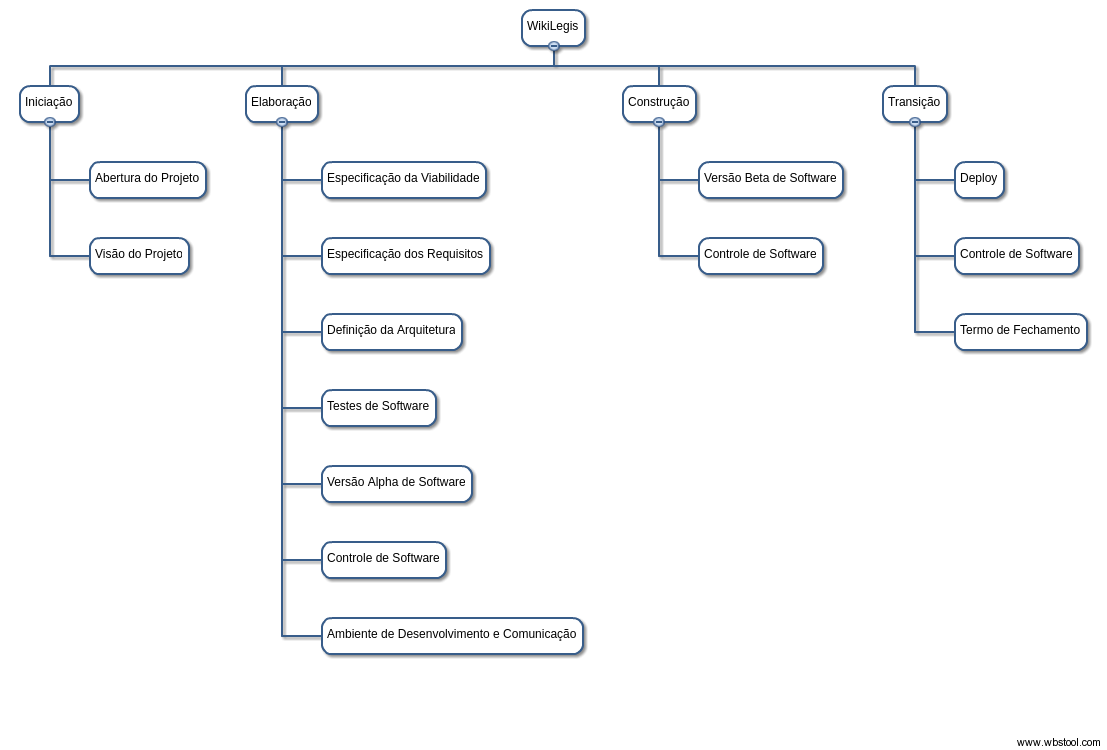 WikiLegis
Iniciação
Elaboração
Construção
Transição
Abertura do Projeto
Visão do Projeto
Especificação da Viabilidade
Especificação dos Requisitos
Definição da Arquitetura
Testes de Software
Versão Alpha de Software
Controle de Software
Ambiente de Desenvolvimento e Comunicação
Versão Beta de Software
Controle de Software
Deploy
Controle de Software
Termo de Fechamento
www.wbstool.com